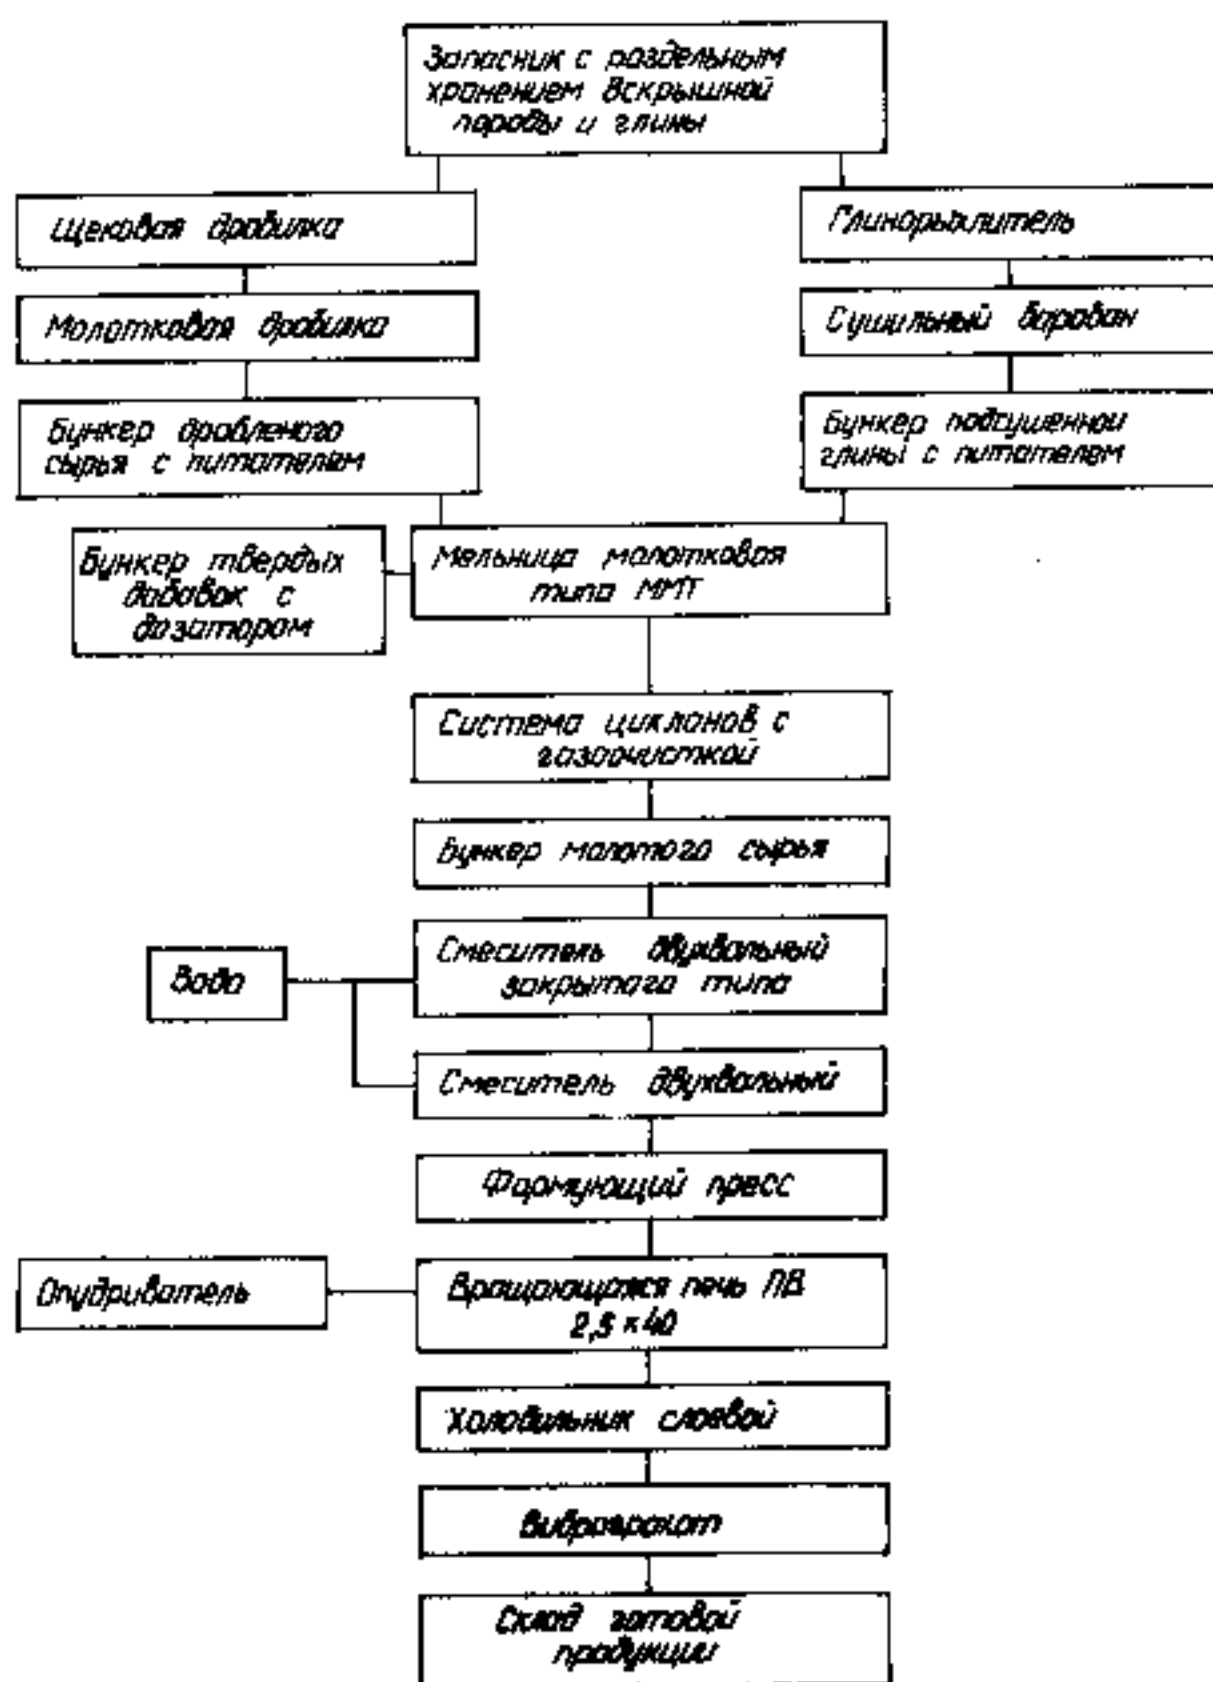 Запасник с раздельным
хранением вскрышной
породы и глины
Щековая дробилка
Глинорыхлитель
Молотковая дробилка
Сушильный барабан
Бункер дробленого
сырья с питателем
Бункер подсушенной
глины с питателем
Бункер твердых
добавок с
дозатором
Мельница молотковая
типа ММТ
Система циклонов с
газоочисткой
Бункер молотого сырья
Вода
Смеситель двухвальный
закрытого типа
Смеситель двухвальный
Формующий пресс
Опудриватель
Вращающаяся печь ПВ
2,5×40
Холодильник слоевой
Виброгрохот
Склад готовой
продукции